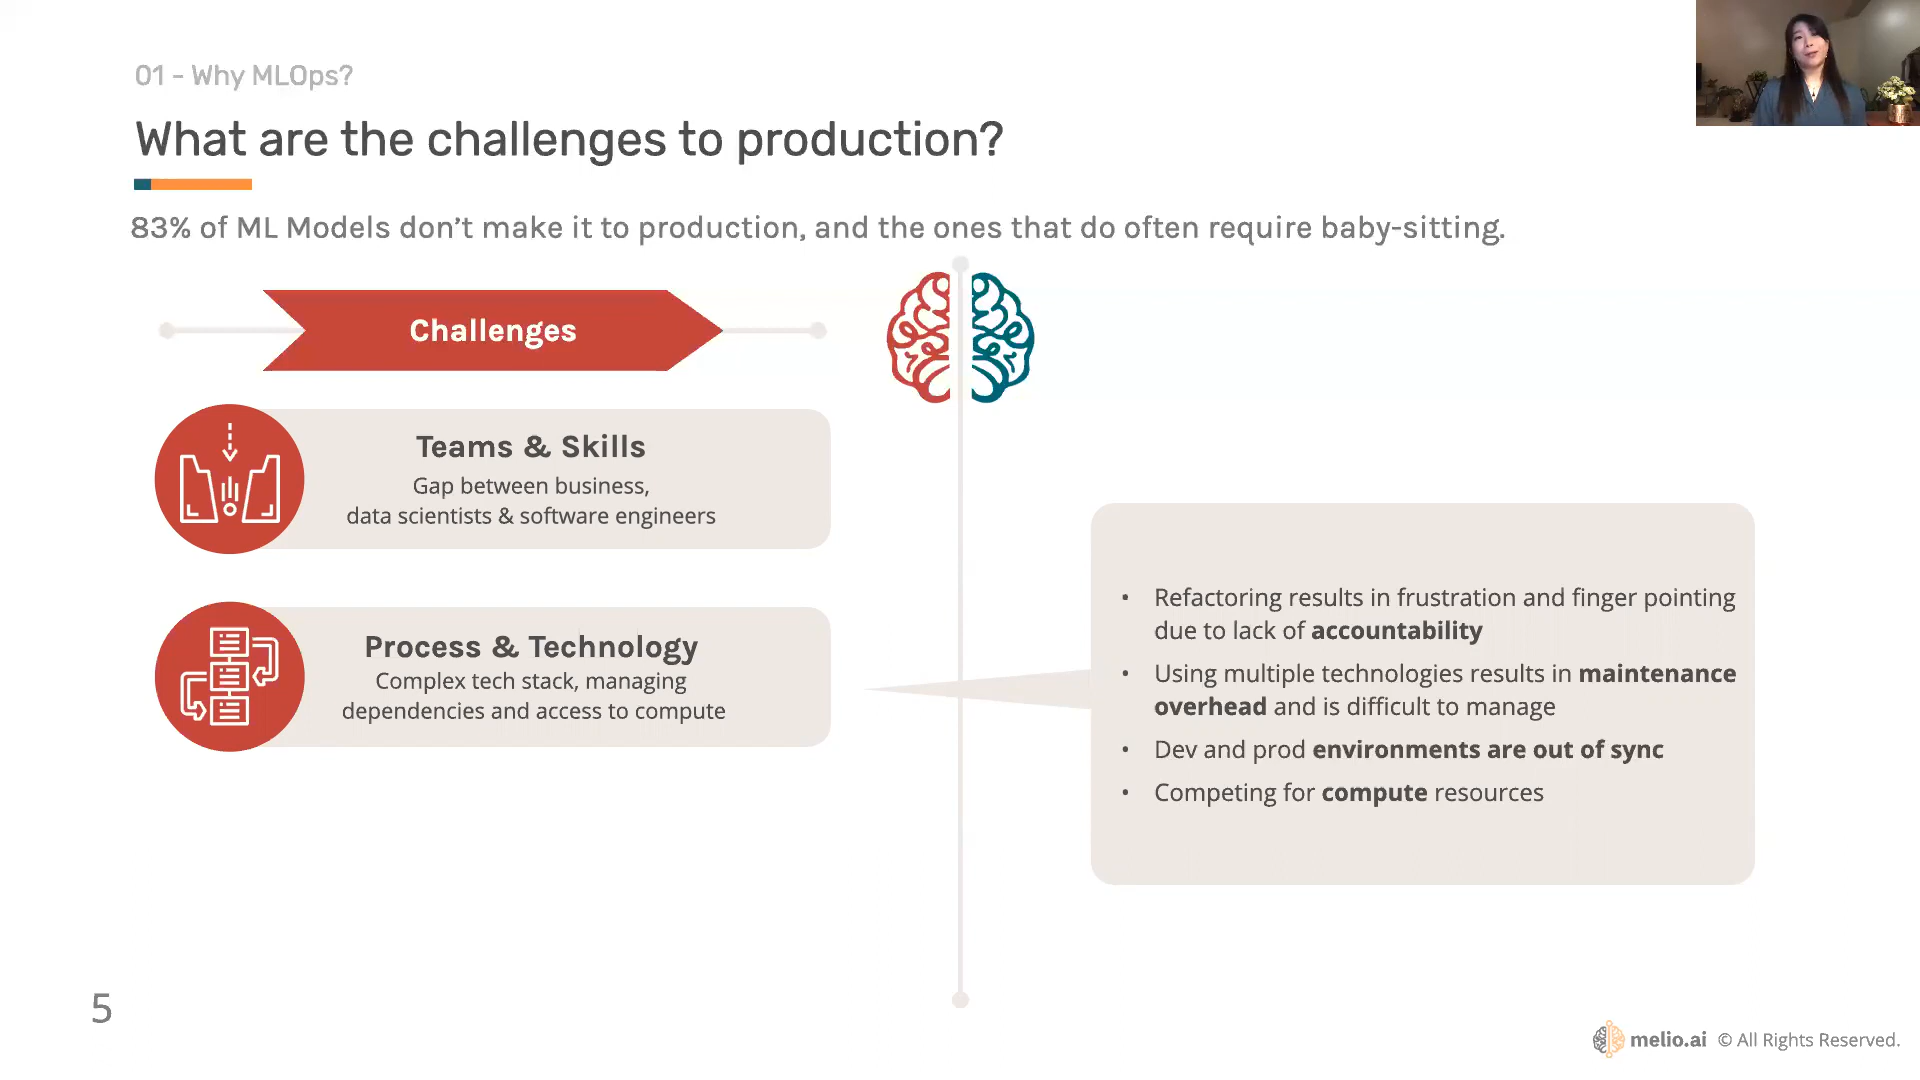 01 - Why MLOps?
What are the challenges to production?
83% of ML Models don't make it to production, and the ones that do often require baby-sitting.
Challenges
Teams & Skills
Gap between business,
data scientists & software engineers
Process & Technology
Complex tech stack, managing
dependencies and access to compute
• Refactoring results in frustration and finger pointing
due to lack of accountability
• Using multiple technologies results in maintenance
overhead and is difficult to manage
• Dev and prod environments are out of sync
• Competing for compute resources
5
melio.ai © All Rights Reserved.